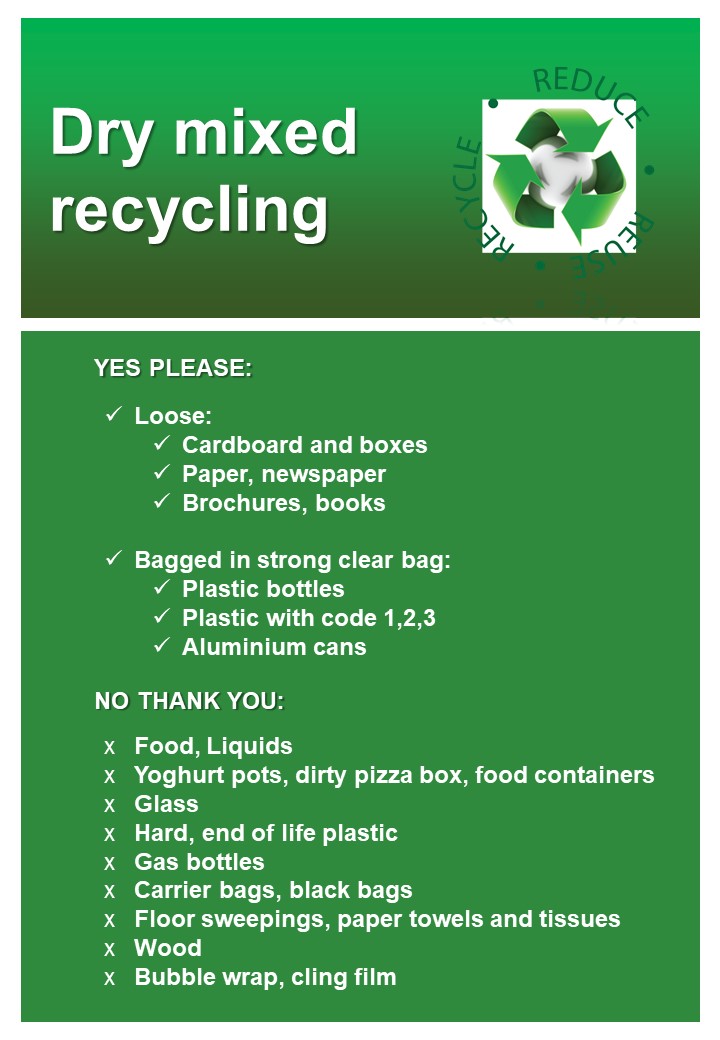 Dry mixed
recycling
REDUCE • REUSE • RECYCLE •
YES PLEASE:
✓ Loose:
✓ Cardboard and boxes
✓ Paper, newspaper
✓ Brochures, books
✓ Bagged in strong clear bag:
✓ Plastic bottles
✓ Plastic with code 1,2,3
✓ Aluminium cans
NO THANK YOU:
x Food, Liquids
x Yoghurt pots, dirty pizza box, food containers
x Glass
x Hard, end of life plastic
x Gas bottles
x Carrier bags, black bags
x Floor sweepings, paper towels and tissues
x Wood
x Bubble wrap, cling film